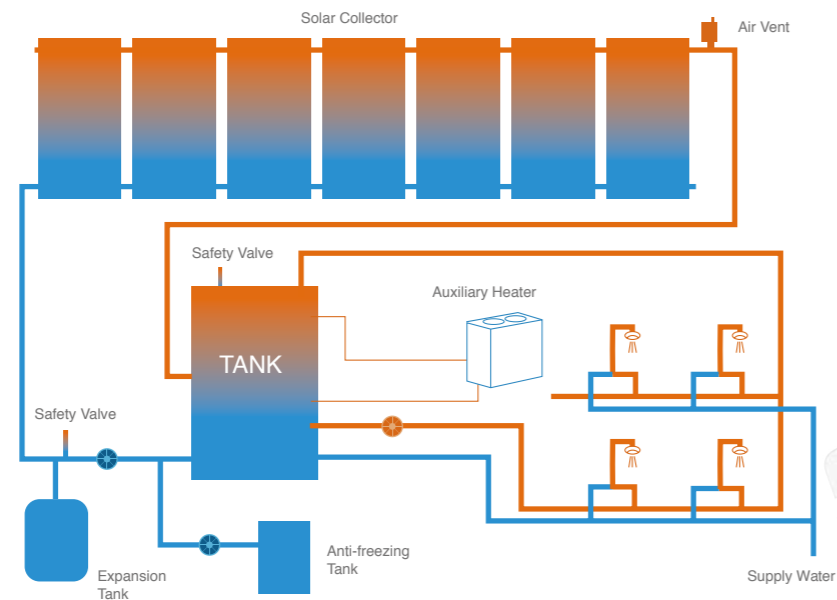 Solar Collector
Air Vent
Safety Valve
Auxiliary Heater
TANK
Safety Valve
Anti-freezing
Tank
Expansion
Tank
Supply Water